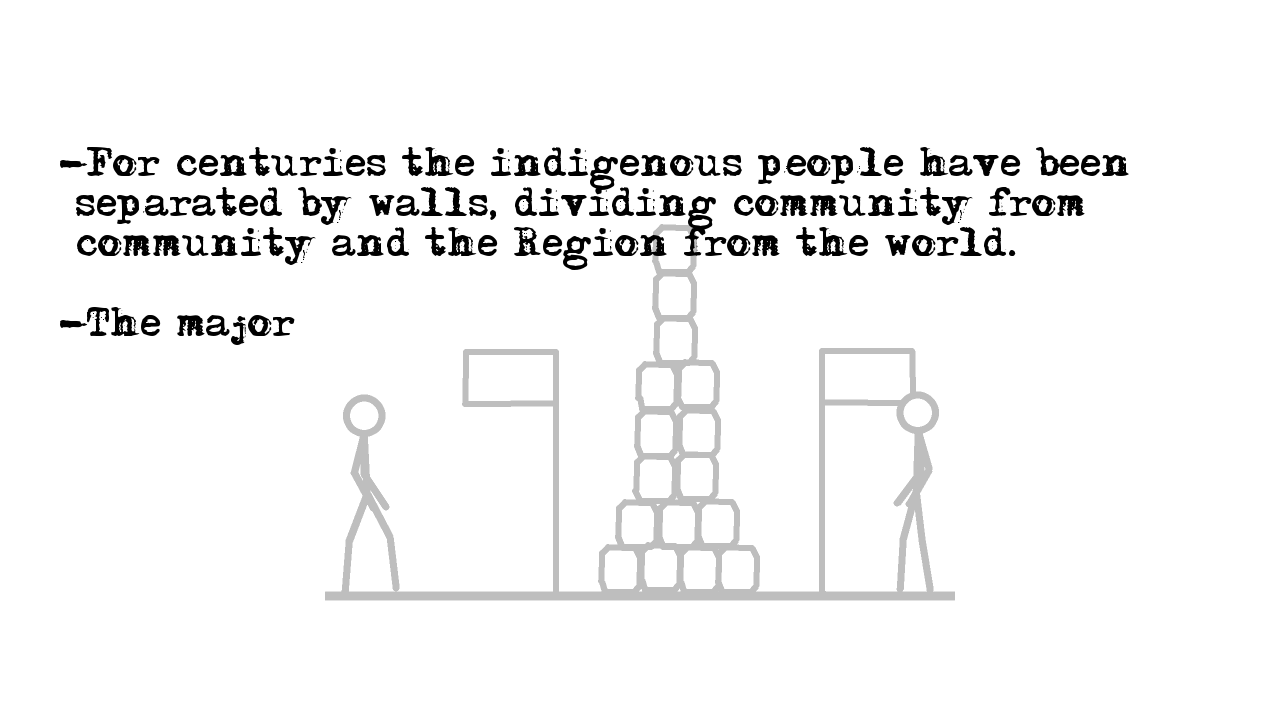 -For centuries the indigenous people have been
separated by walls, dividing community from
community and the Region from the world.
-The major